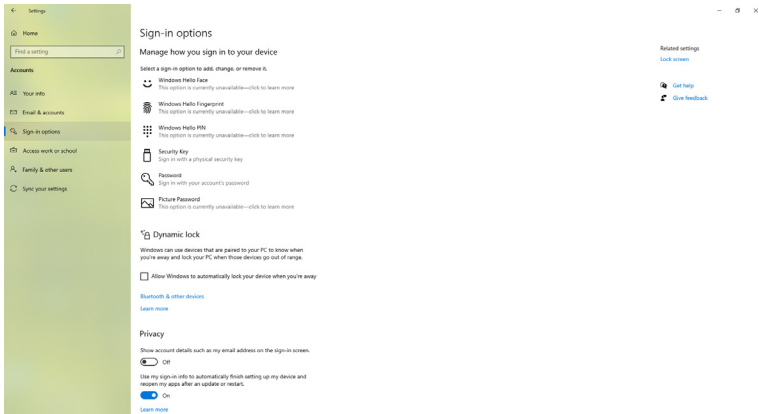 Settings
Home
Find a setting
Accounts
Your info
Email & accounts
Sign-in options
Access work or school
Family & other users
Sync your settings
Sign-in options
Manage how you sign in to your device
Select a sign-in option to add, change, or remove it.
Windows Hello Face
This option is currently unavailable—click to learn more
Windows Hello Fingerprint
This option is currently unavailable—click to learn more
Windows Hello PIN
This option is currently unavailable—click to learn more
Security Key
Sign in with a physical security key
Password
Sign in with your account's password
Picture Password
This option is currently unavailable—click to learn more
Dynamic lock
Windows can use devices that are paired to your PC to know when
you're away and lock your PC when those devices go out of range.
Allow Windows to automatically lock your device when you're away
Bluetooth & other devices
Learn more
Privacy
Show account details such as my email address on the sign-in screen.
Off
Use my sign-in info to automatically finish setting up my device and
reopen my apps after an update or restart.
On
Learn more
Related settings
Lock screen
Get help
Give feedback